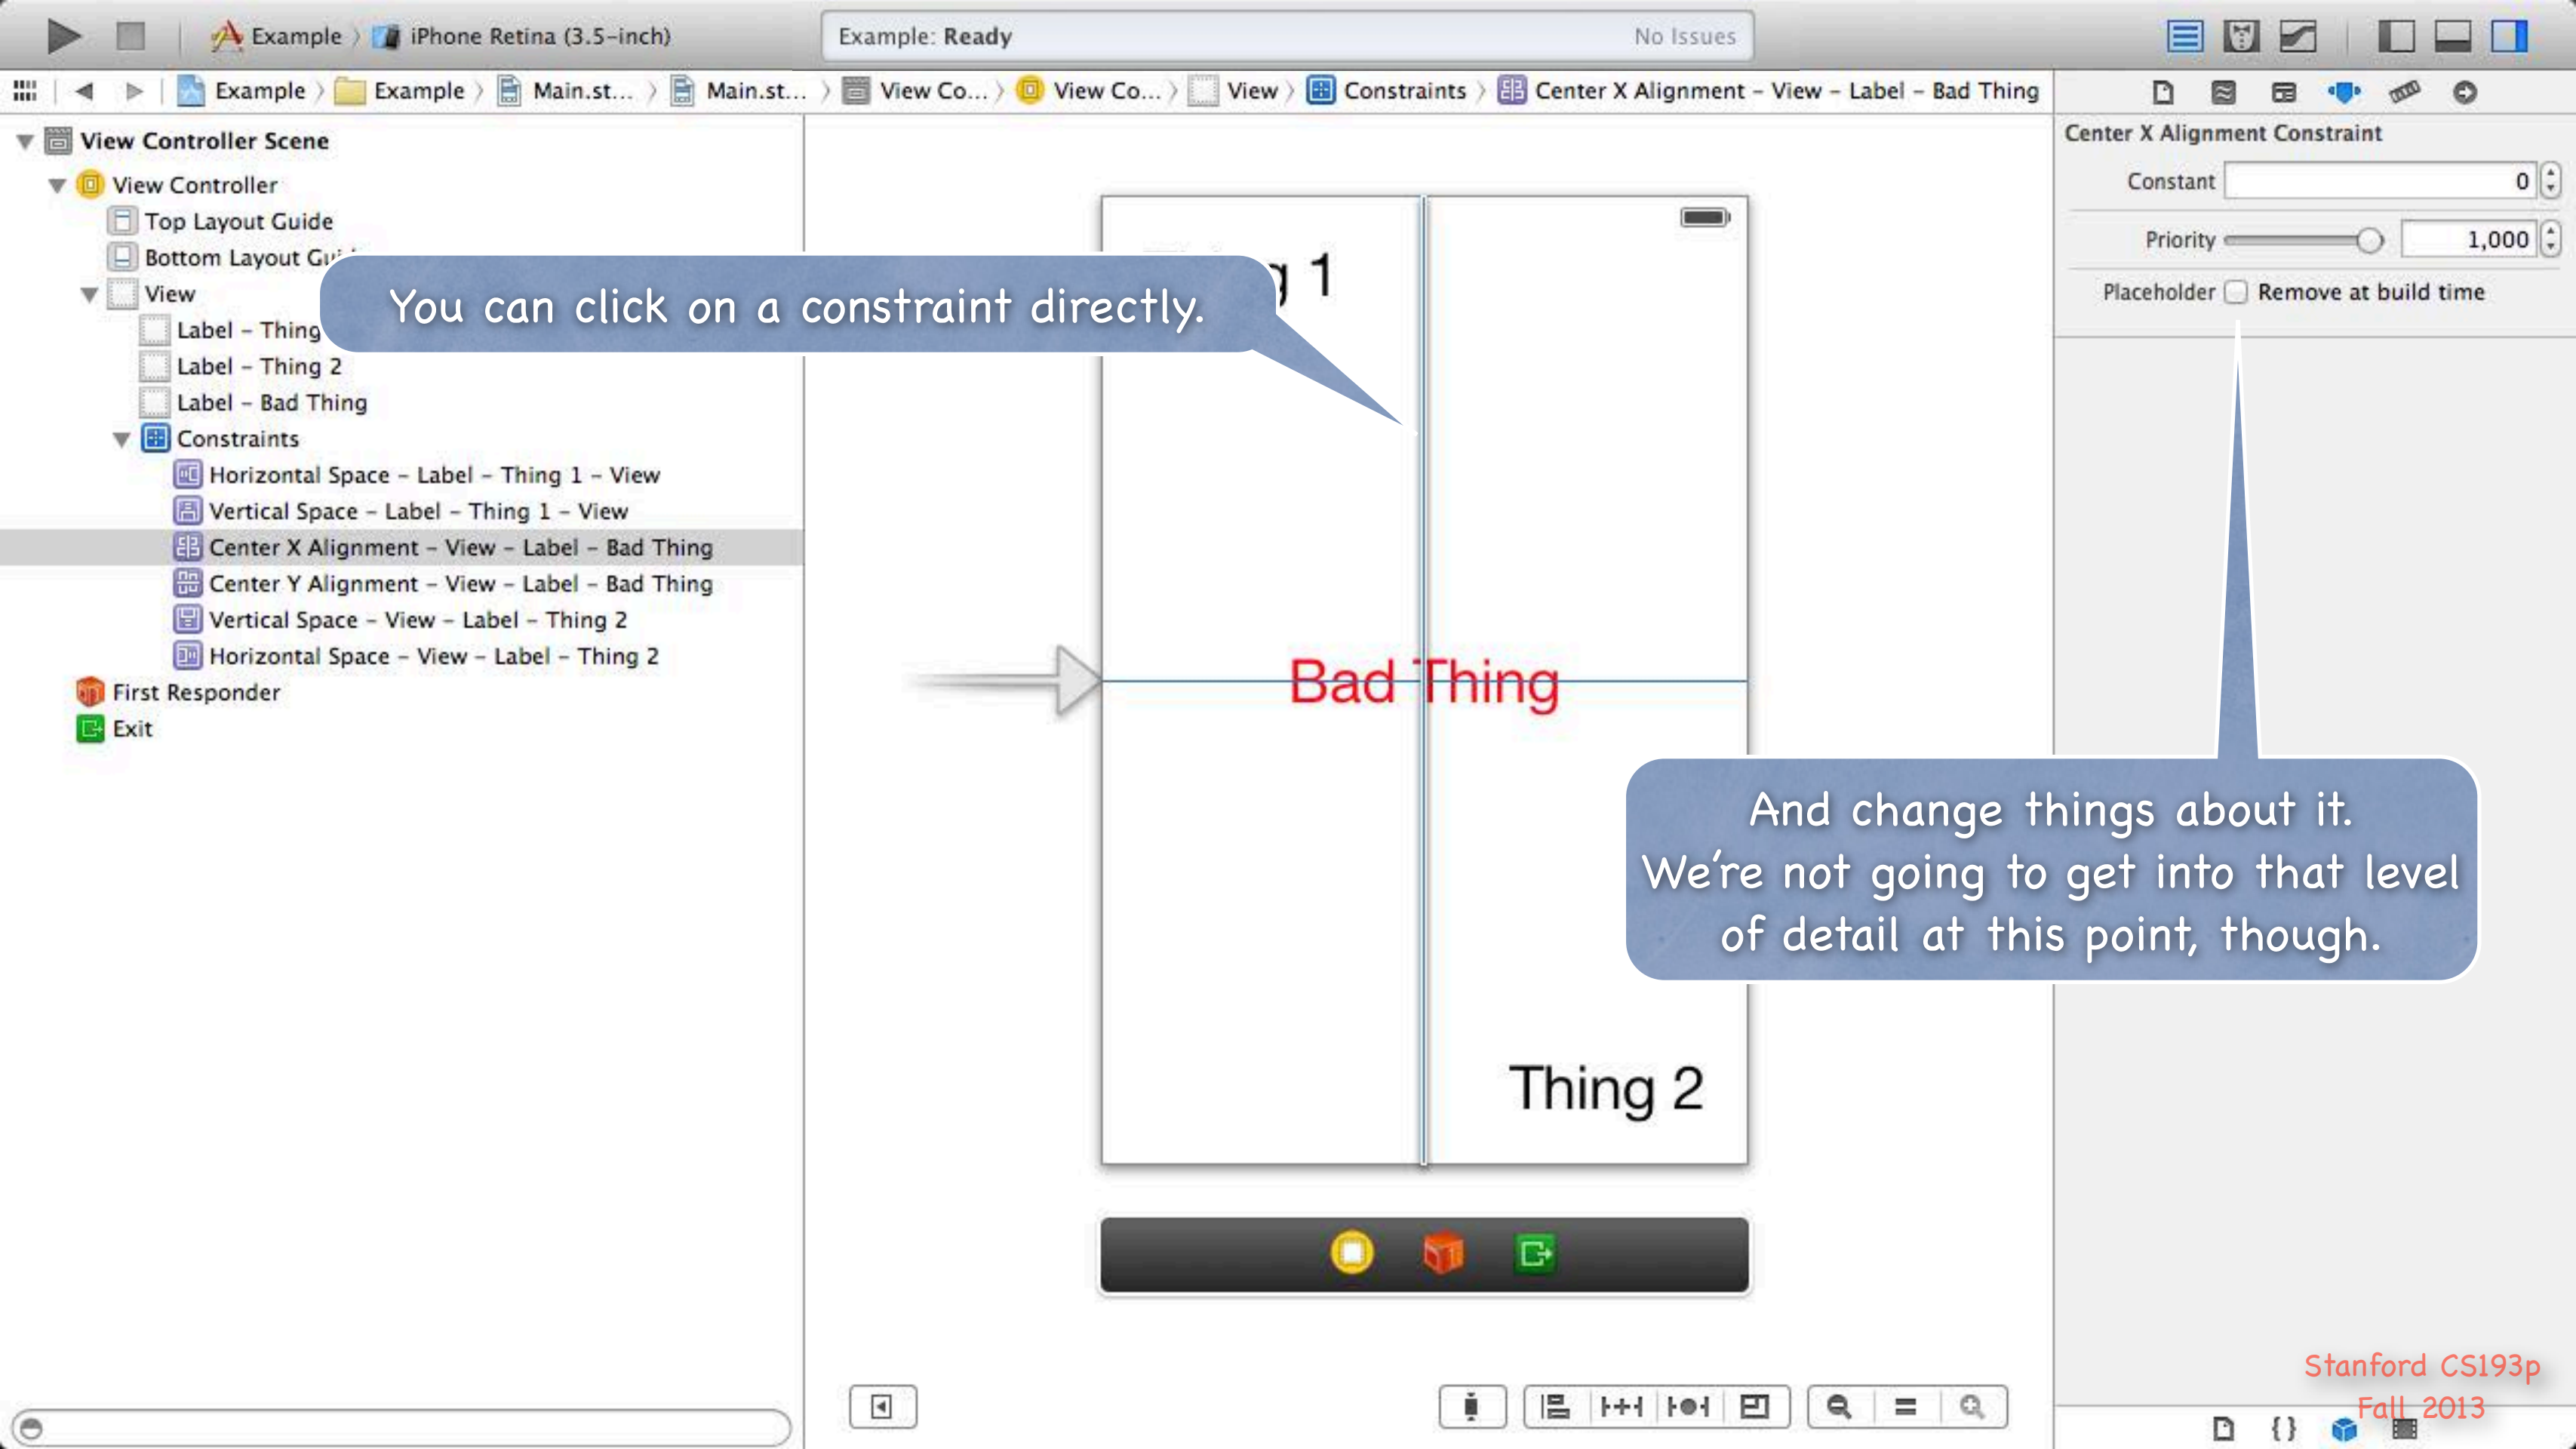 Example
iPhone Retina (3.5-inch)
Example: Ready
No Issues
Example
Example
Main.st...
Main.st...
View Co...
View Co...
View
Constraints
Center X Alignment - View - Label - Bad Thing
View Controller Scene
View Controller
Top Layout Guide
Bottom Layout
View
Label - Thing
Label - Thing 2
Label - Bad Thing
Constraints
Horizontal Space - Label - Thing 1 - View
Vertical Space - Label - Thing 1 - View
Center X Alignment - View - Label - Bad Thing
Center Y Alignment - View - Label - Bad Thing
Vertical Space - View - Label - Thing 2
Horizontal Space - View - Label - Thing 2
First Responder
Exit
You can click on a constraint directly.
1
Bad Thing
Thing 2
Center X Alignment Constraint
Constant 0
Priority 1,000
Placeholder Remove at build time
And change things about it.
We're not going to get into that level
of detail at this point, though.
Stanford CS193p
Fall 2013